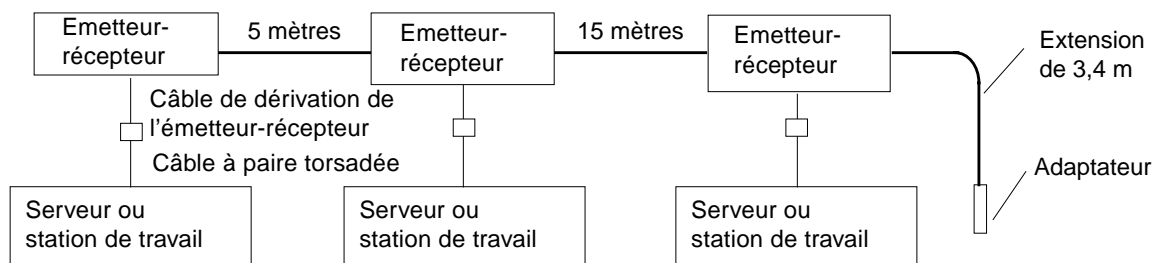 Emetteur-
récepteur
5 mètres
Emetteur-
récepteur
15 mètres
Emetteur-
récepteur
Extension
de 3,4 m
Câble de dérivation de
l’émetteur-récepteur
Câble à paire torsadée
Adaptateur
Serveur ou
station de travail
Serveur ou
station de travail
Serveur ou
station de travail